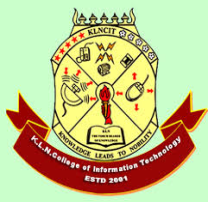 KLNCIT
KNOWLEDGE LEADS TO NOBILITY
K.L.N.College of Information Technology
ESTD 2001